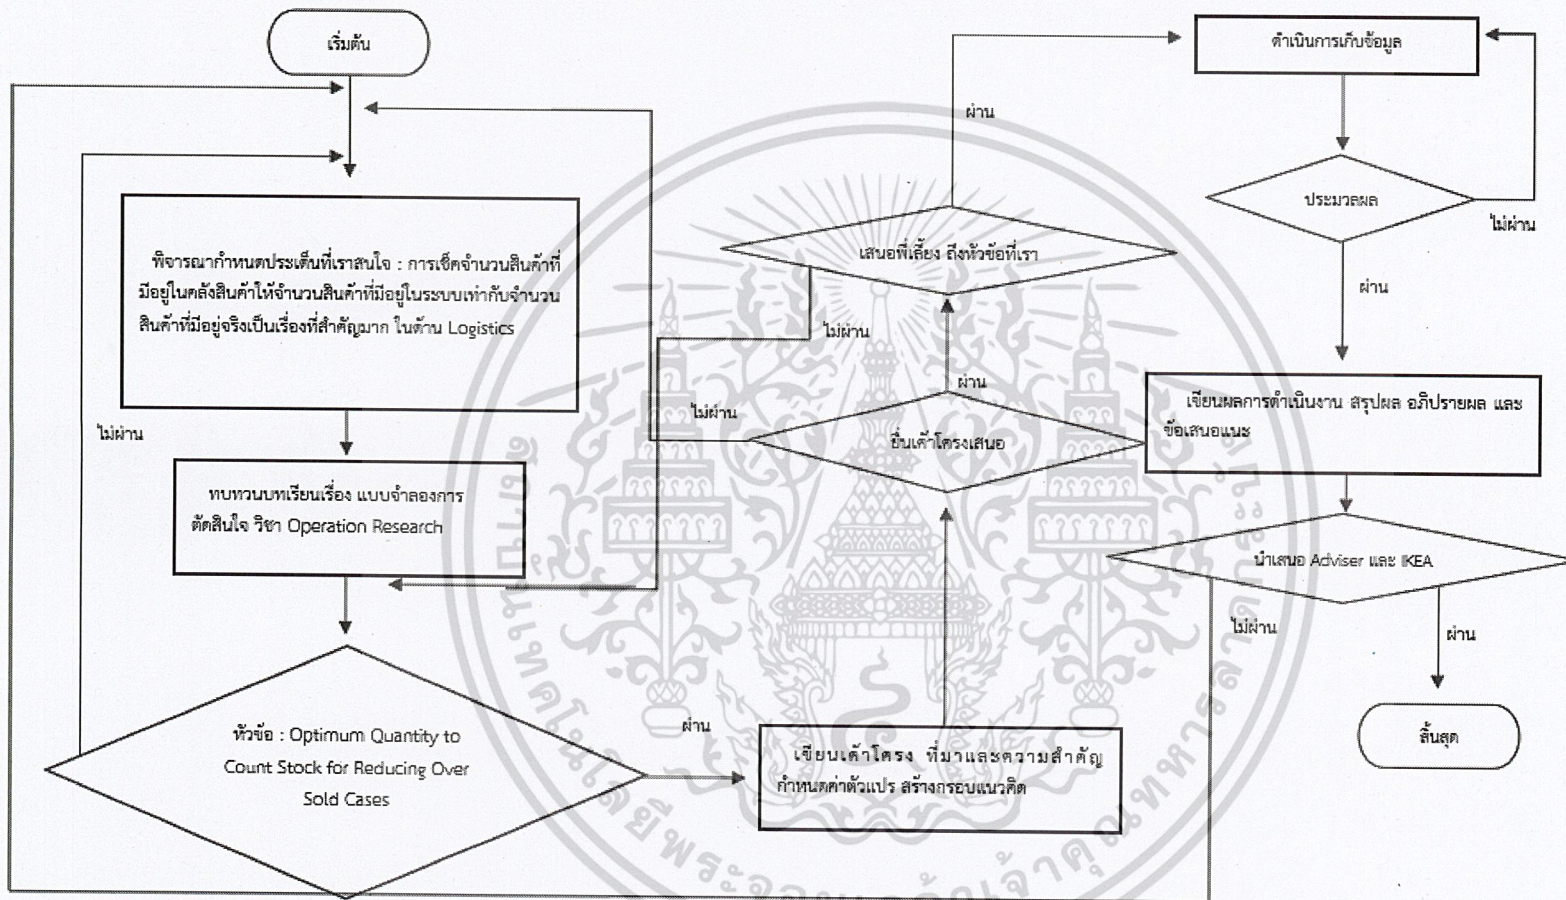 เริ่มต้น
พิจารณากำหนดประเด็นที่เราสนใจ : การเช็คจำนวนสินค้าที่
มีอยู่ในคลังสินค้าให้จำนวนสินค้าที่มีอยู่ในระบบเท่ากับจำนวน
สินค้าที่มีอยู่จริงเป็นเรื่องที่สำคัญมาก ในด้าน Logistics
ไม่ผ่าน
ทบทวนบทเรียนเรื่อง แบบจำลองการ
ตัดสินใจ วิชา Operation Research
หัวข้อ : Optimum Quantity to
Count Stock for Reducing Over
Sold Cases
ผ่าน
เขียนเค้าโครง ที่มาและความสำคัญ
กำหนดค่าตัวแปร สร้างกรอบแนวคิด
ยื่นเค้าโครงเสนอ
ไม่ผ่าน
ผ่าน
เสนอพี่เลี้ยง ถึงหัวข้อที่เรา
ไม่ผ่าน
ผ่าน
ดำเนินการเก็บข้อมูล
ประมวลผล
ไม่ผ่าน
ผ่าน
เขียนผลการดำเนินงาน สรุปผล อภิปรายผล และ
ข้อเสนอแนะ
นำเสนอ Adviser และ IKEA
ไม่ผ่าน
ผ่าน
สิ้นสุด